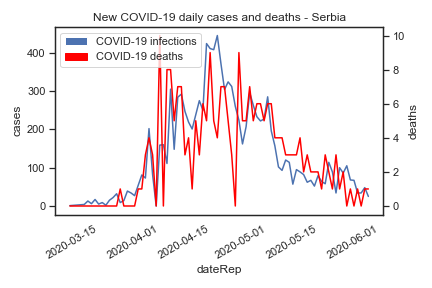 New COVID-19 daily cases and deaths - Serbia
COVID-19 infections
COVID-19 deaths
400
300
200
100
0
cases
10
8
6
4
2
0
deaths
2020-03-15
2020-04-01
2020-04-15
2020-05-01
2020-05-15
2020-06-01
dateRep